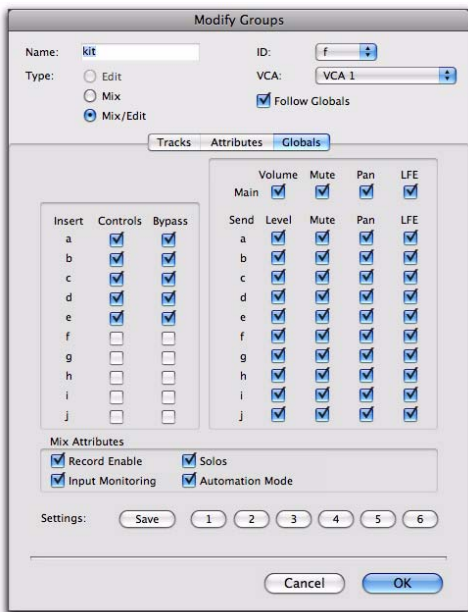 Modify Groups
Name: kit ID: f
Type: Edit VCA: VCA 1
Mix Follow Globals
Mix/Edit
Tracks Attributes Globals
Volume Mute Pan LFE
Main
Insert Controls Bypass Send Level Mute Pan LFE
a a
b b
c c
d d
e e
f f
g g
h h
i i
j j
Mix Attributes
Record Enable Solos
Input Monitoring Automation Mode
Settings: Save 1 2 3 4 5 6
Cancel OK